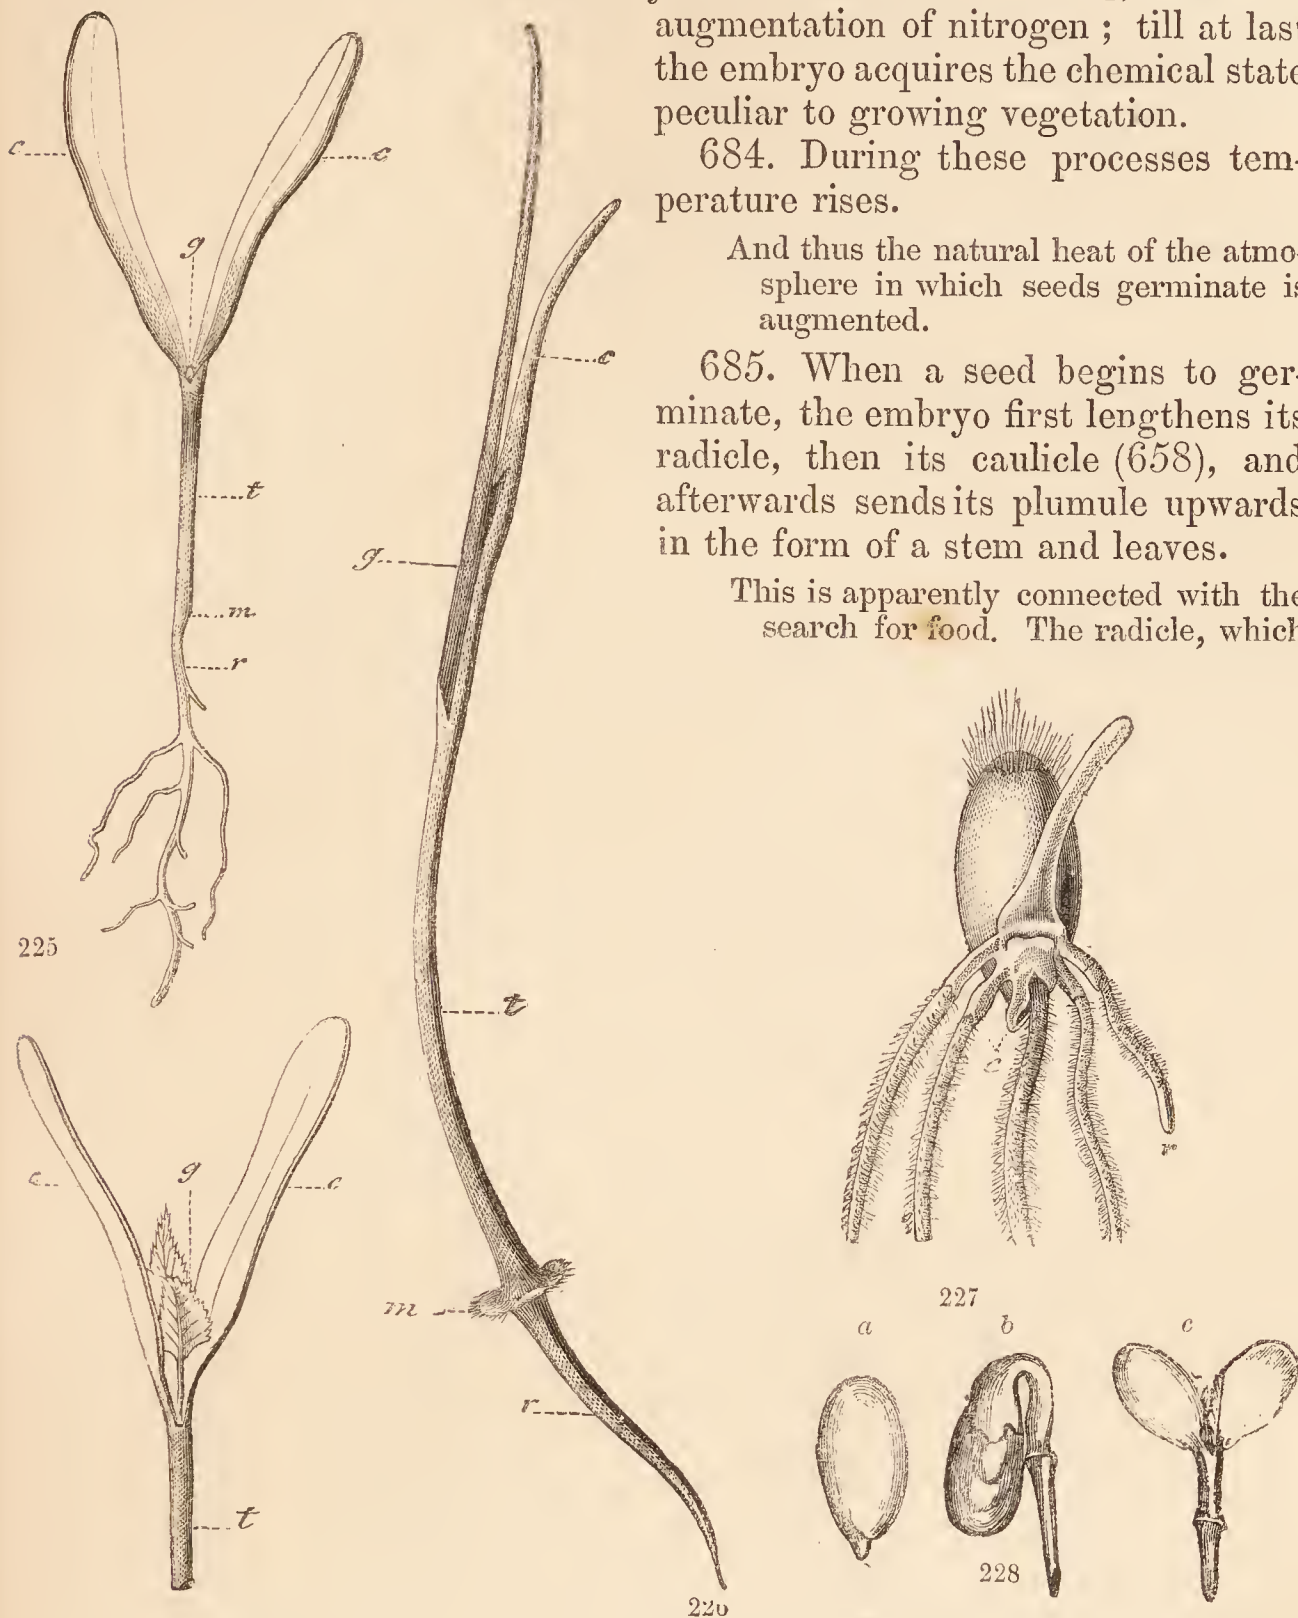 augmentation of nitrogen ; till at las
the embryo acquires the chemical state
peculiar to growing vegetation.
684. During these processes tem-
perature rises.
And thus the natural heat of the atmo-
sphere in which seeds germinate is
augmented.
685. When a seed begins to ger-
minate, the embryo first lengthens its
radicle, then its caulicle (658), and
afterwards sends its plumule upwards
in the form of a stem and leaves.
This is apparently connected with the
search for food. The radicle, which
c
c
g
t
m
r
225
c
g
c
t
c
g
t
m
r
226
c
r
227
a b c
228